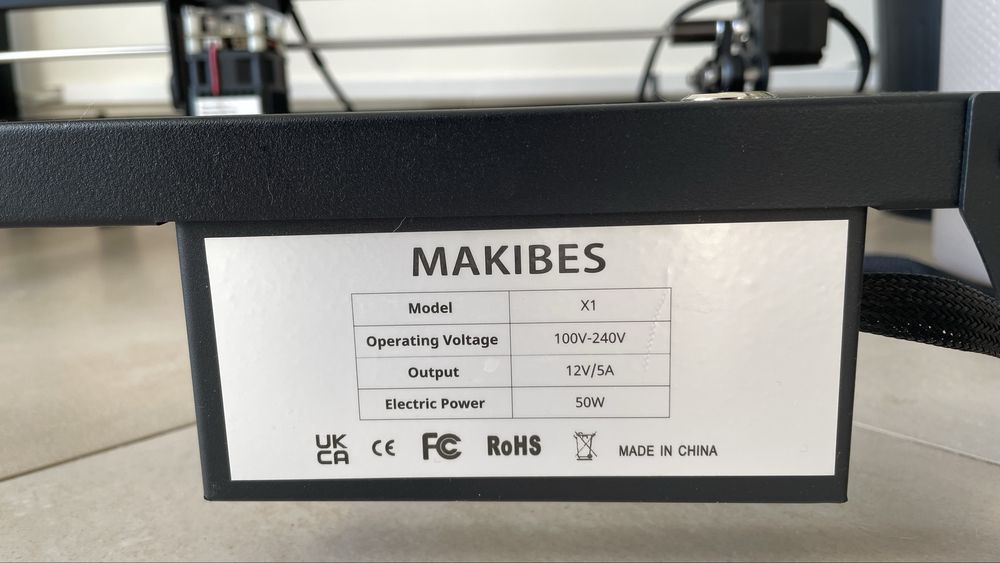 MAKIBES
Model X1
Operating Voltage 100V-240V
Output 12V/5A
Electric Power 50W
UK
CA CE FC RoHS MADE IN CHINA